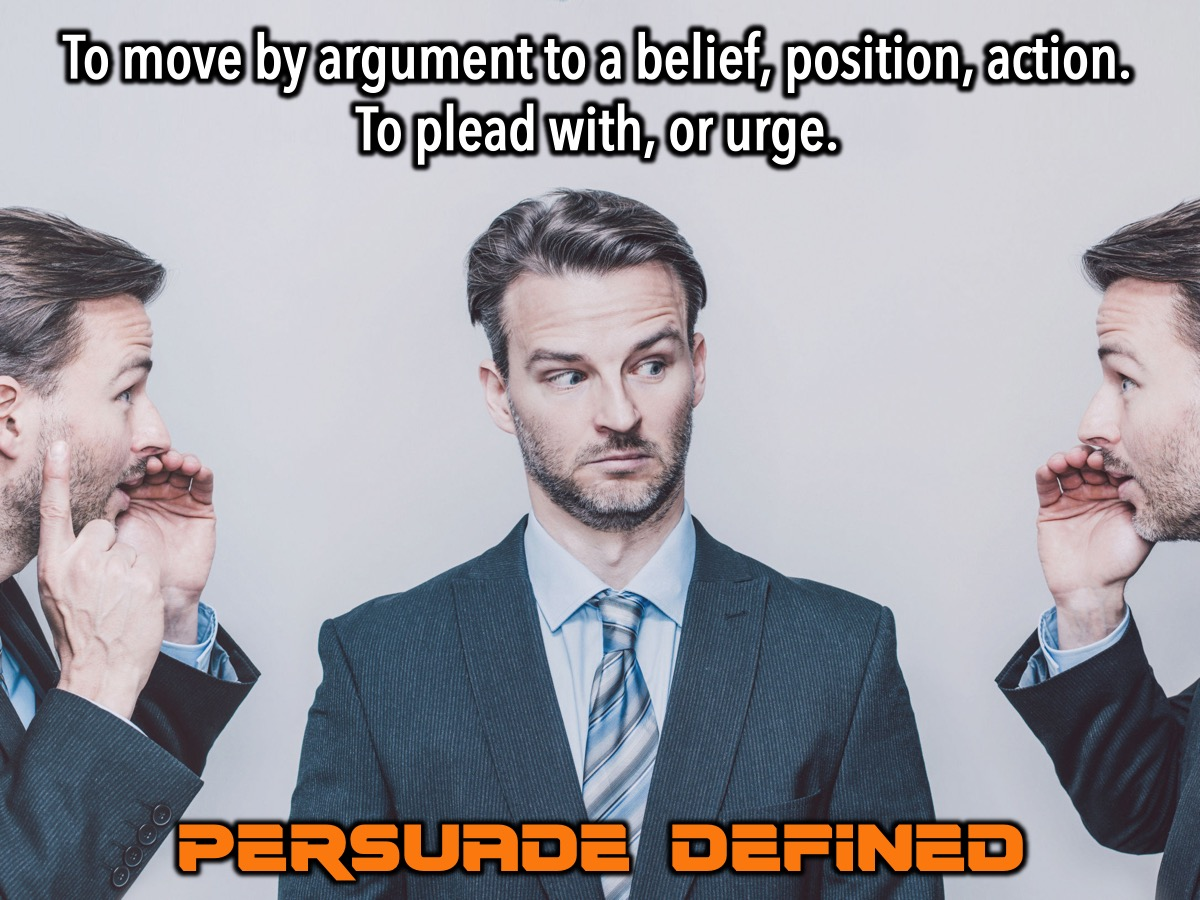 To move by argument to a belief, position, action.
To plead with, or urge.
PERSUADE DEFINED